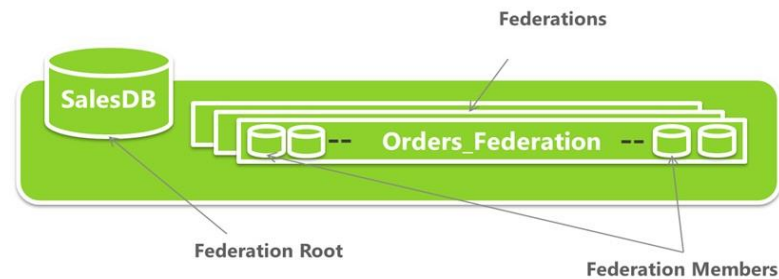 Federations
SalesDB
-- Orders_Federation --
Federation Root
Federation Members